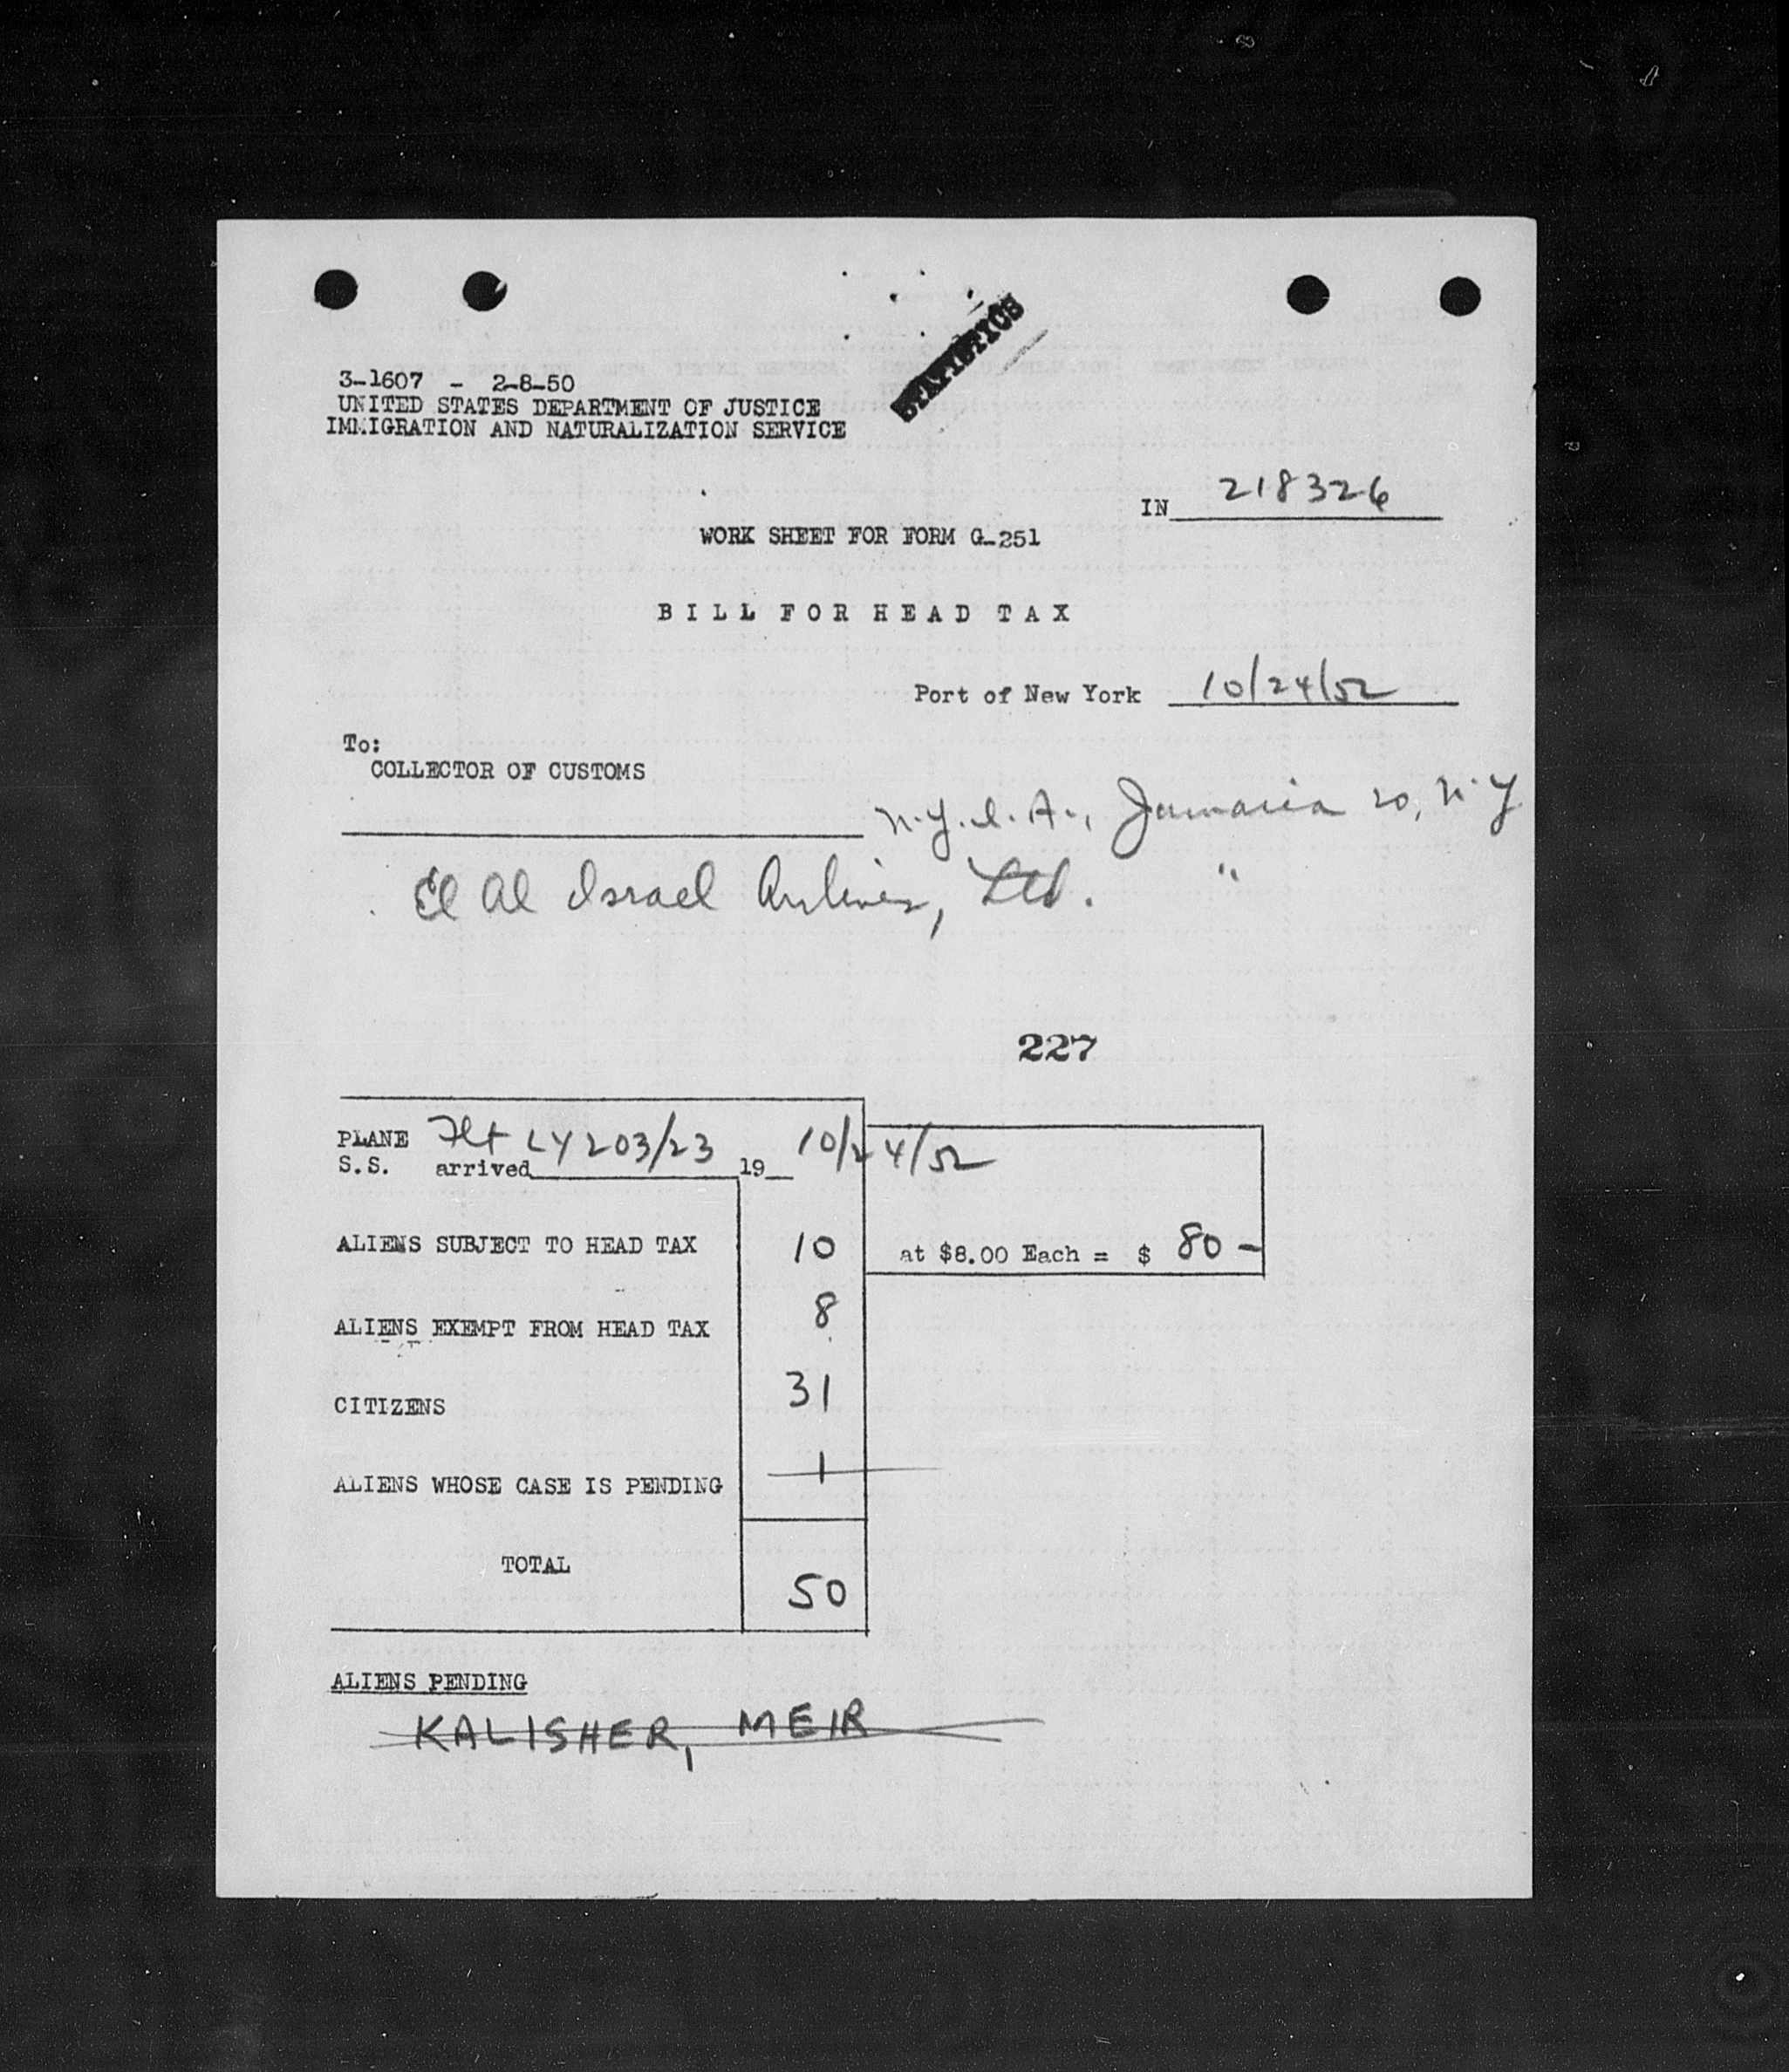 STATISTICS
3-1607 - 2-8-50
UNITED STATES DEPARTMENT OF JUSTICE
IMMIGRATION AND NATURALIZATION SERVICE
IN 218326
WORK SHEET FOR FORM G-251
BILL FOR HEAD TAX
Port of New York 10/24/52
To:
COLLECTOR OF CUSTOMS
N.Y.I.A., Jamaica 20, N.Y
El Al Israel Airlines, Ltd. "
227
PLANE Flt LY203/23 10/24/52
S.S. arrived 19
ALIENS SUBJECT TO HEAD TAX 10 at $8.00 Each = $ 80 -
ALIENS EXEMPT FROM HEAD TAX 8
CITIZENS 31
ALIENS WHOSE CASE IS PENDING 1
TOTAL 50
ALIENS PENDING
KALISHER, MEIR